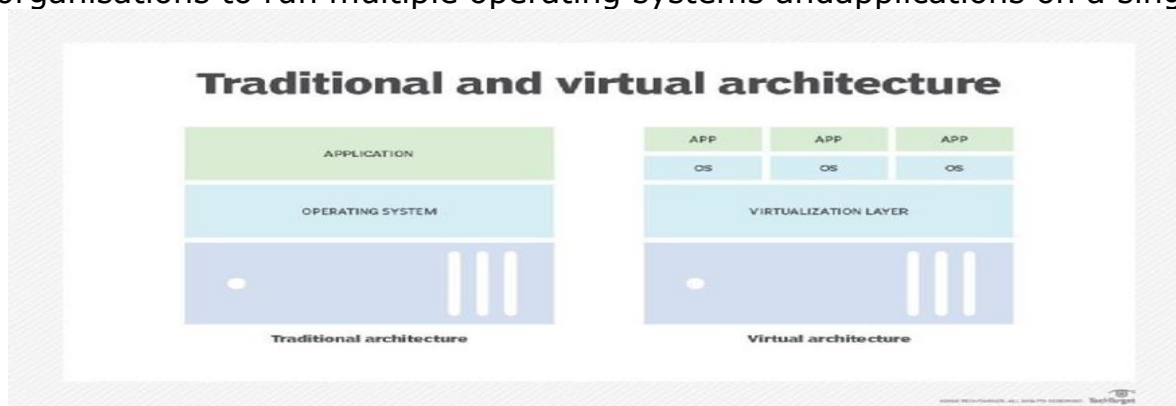 organisations to run multiple operating systems andapplications on a sing
Traditional and virtual architecture
APPLICATION
OPERATING SYSTEM
Traditional architecture
APP APP APP
OS OS OS
VIRTUALIZATION LAYER
Virtual architecture
TechTarget